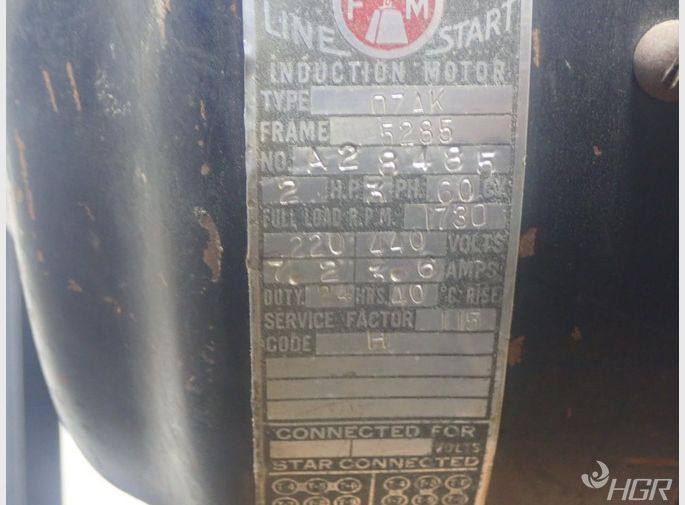 F M
LINE START
INDUCTION MOTOR
TYPE 07AK
FRAME 5285
NO. A28485
2 H.P. 3 PH. 60 CY.
FULL LOAD R.P.M. 1730
220 440 VOLTS
7.2 3.6 AMPS
DUTY 24 HRS. 40 °C. RISE
SERVICE FACTOR 115
CODE H
CONNECTED FOR
VOLTS
STAR CONNECTED
HGR